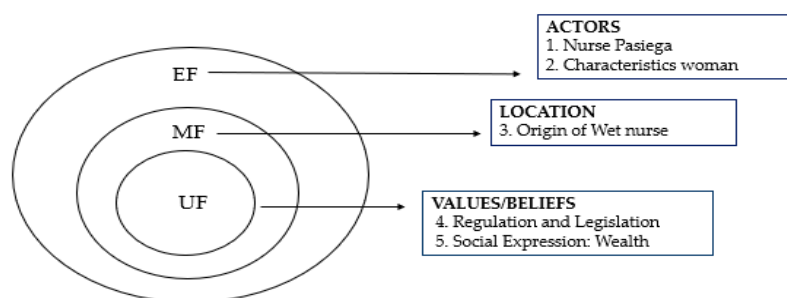 EF
ACTORS
1. Nurse Pasiega
2. Characteristics woman
MF
LOCATION
3. Origin of Wet nurse
UF
VALUES/BELIEFS
4. Regulation and Legislation
5. Social Expression: Wealth